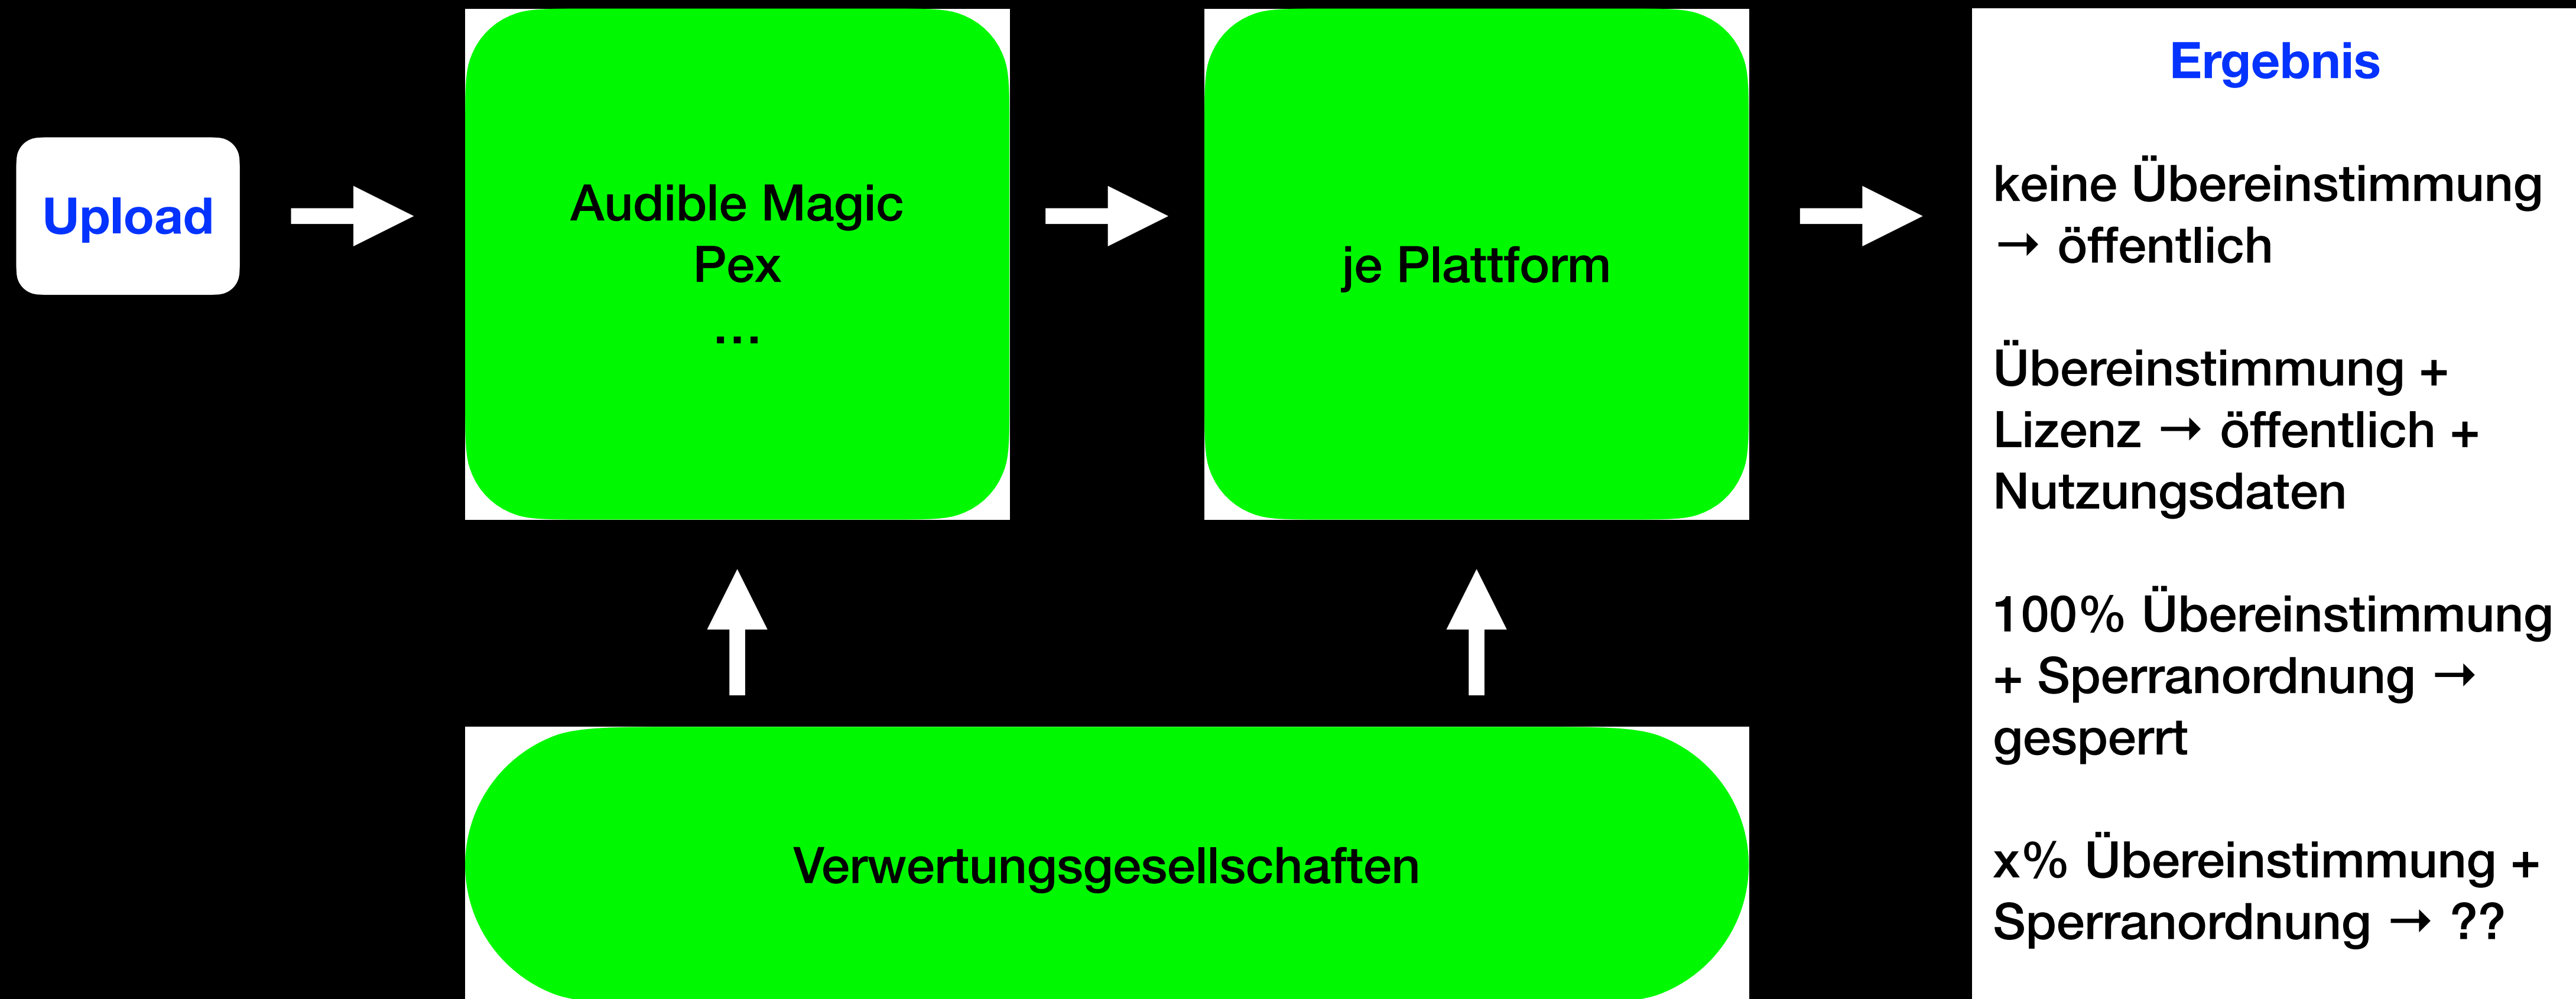 Upload
Audible Magic
Pex
...
je Plattform
Verwertungsgesellschaften
Ergebnis
keine Übereinstimmung
→ öffentlich
Übereinstimmung +
Lizenz → öffentlich +
Nutzungsdaten
100% Übereinstimmung
+ Sperranordnung →
gesperrt
x% Übereinstimmung +
Sperranordnung → ??